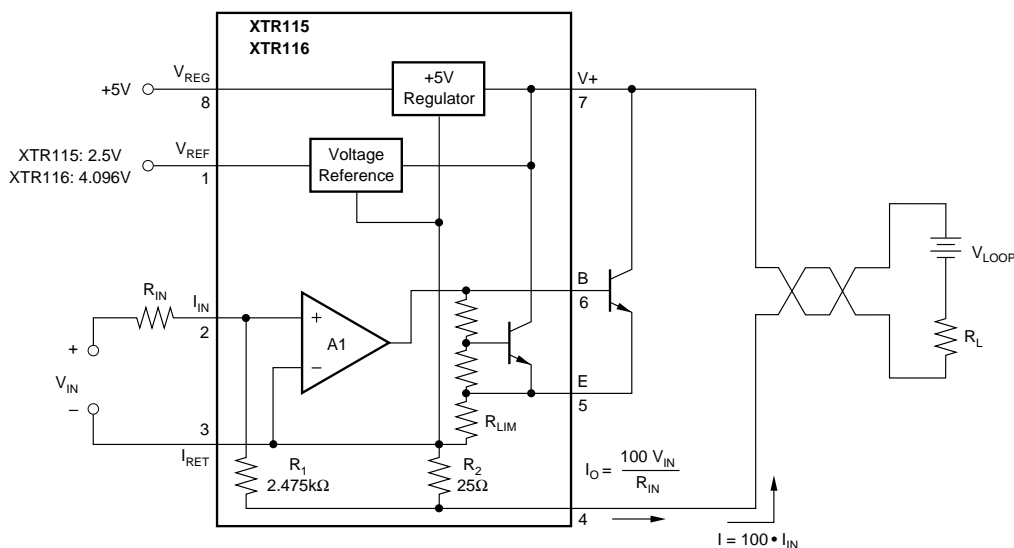 XTR115
XTR116
+5V
V_REG
8
+5V
Regulator
V+
7
XTR115: 2.5V
XTR116: 4.096V
V_REF
1
Voltage
Reference
V_LOOP
R_L
R_IN
I_IN
2
+
A1
–
B
6
+
V_IN
–
3
I_RET
E
5
R_LIM
R_1
2.475kΩ
R_2
25Ω
I_O = 100 V_IN / R_IN
4
I = 100 • I_IN